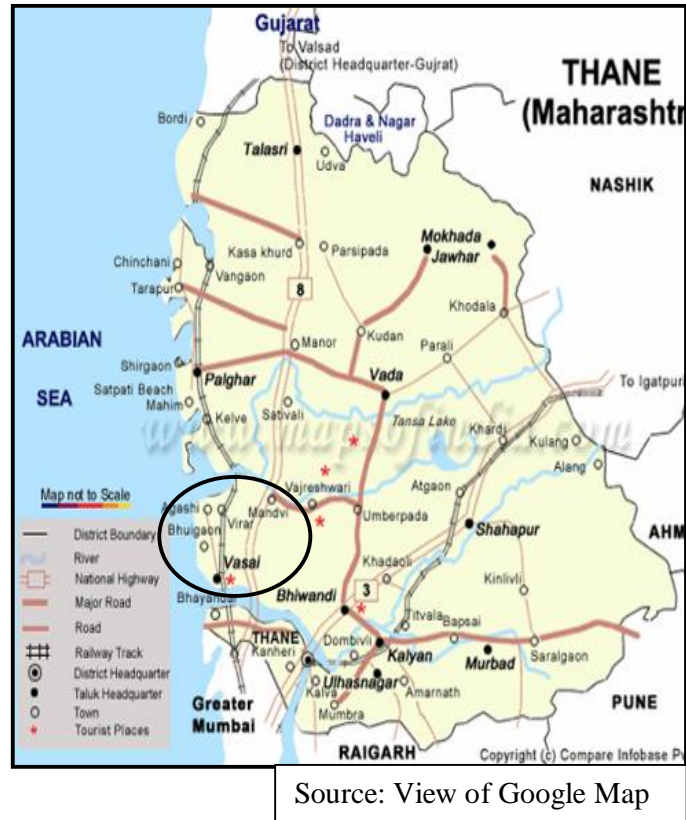 Gujarat
To Valsad
(District Headquarter-Gujrat)
THANE
(Maharashtr
Bordi
Dadra & Nagar
Haveli
Talasri
Udva
NASHIK
Mokhada
Jawhar
Kasa khurd
Parsipada
Chinchani
Vangaon
Tarapur
8
Khodala
ARABIAN
SEA
Manor
Kudan
Parali
Shirgaon
Palghar
Vada
To Igatpuri
Satpati Beach
Mahim
Kelve
Sativali
Tansa Lake
www.mapsofindia.com
Khardi
Kulang
Alang
Map not to Scale
Agashi
Virar
Mandvi
Vajreshwari
Umberpada
Atgaon
Shahapur
AHM
Bhuigaon
Vasai
Khadaoli
Kinlivli
Bhayandar
Bhiwandi
3
Titvala
Bapsai
THANE
Kanheri
Dombivli
Kalyan
Murbad
Saralgaon
Ulhasnagar
Kalva
Amarnath
Mumbra
Greater
Mumbai
PUNE
RAIGARH
District Boundary
River
National Highway
Major Road
Road
Railway Track
District Headquarter
Taluk Headquarter
Town
Tourist Places
Copyright (c) Compare Infobase Pv
Source: View of Google Map